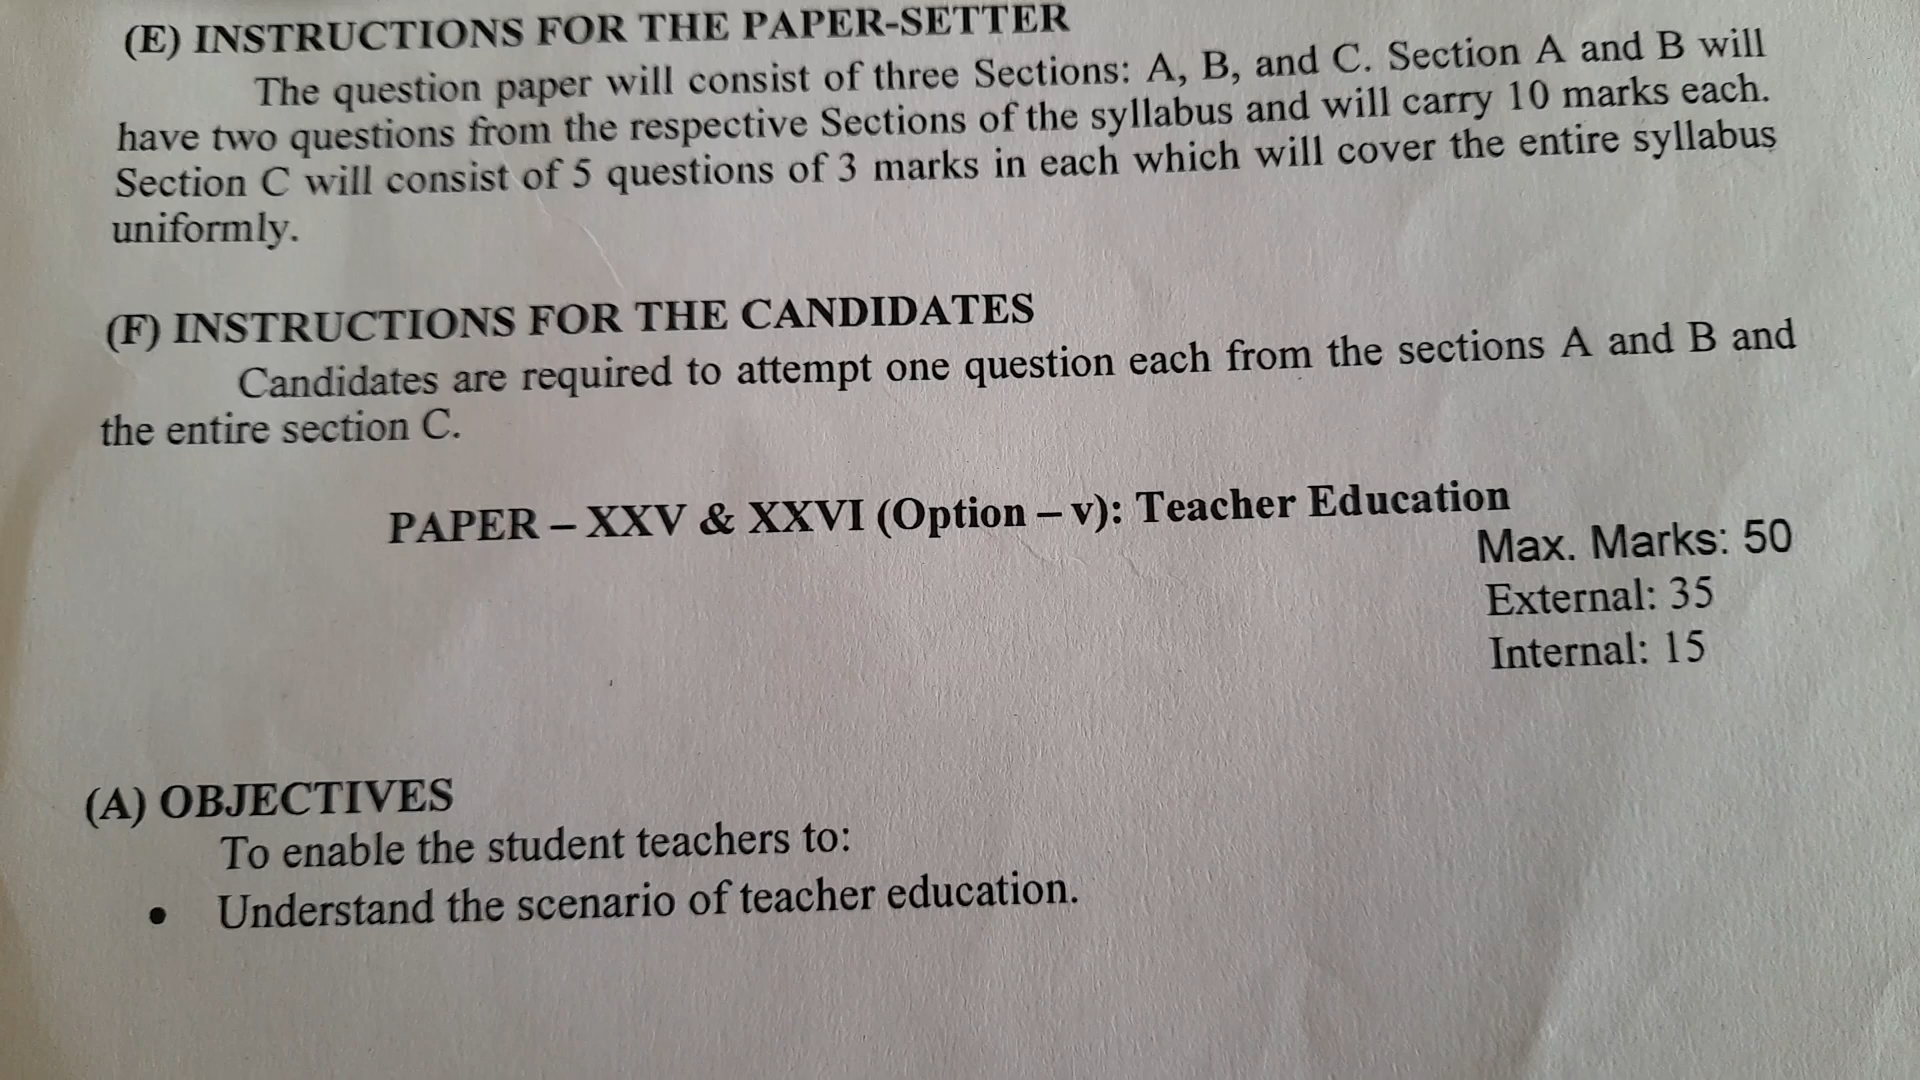 (E) INSTRUCTIONS FOR THE PAPER-SETTER
The question paper will consist of three Sections: A, B, and C. Section A and B will
have two questions from the respective Sections of the syllabus and will carry 10 marks each.
Section C will consist of 5 questions of 3 marks in each which will cover the entire syllabus
uniformly.
(F) INSTRUCTIONS FOR THE CANDIDATES
Candidates are required to attempt one question each from the sections A and B and
the entire section C.
PAPER – XXV & XXVI (Option – v): Teacher Education
Max. Marks: 50
External: 35
Internal: 15
(A) OBJECTIVES
To enable the student teachers to:
• Understand the scenario of teacher education.